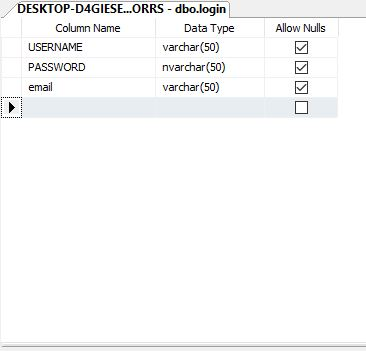 DESKTOP-D4GIESE...ORRS - dbo.login
Column Name Data Type Allow Nulls
USERNAME varchar(50)
PASSWORD nvarchar(50)
email varchar(50)